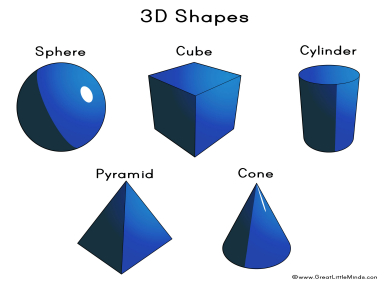 3D Shapes
Sphere
Cube
Cylinder
Pyramid
Cone
©www.GreatLittleMinds.com